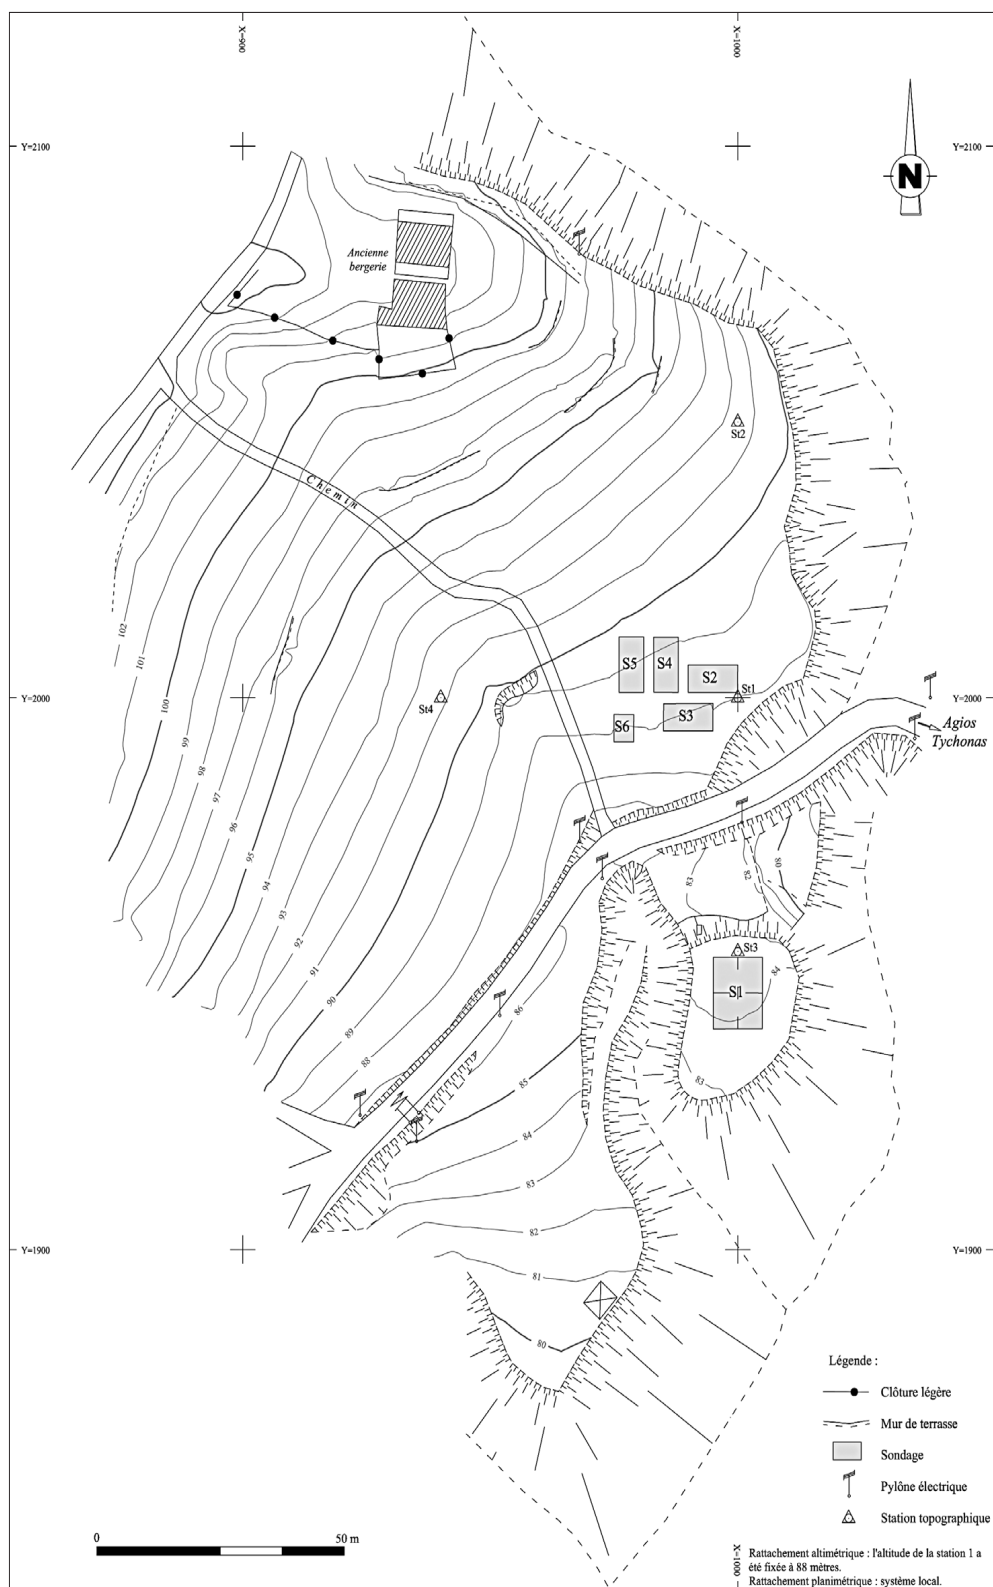 X=900
X=1000
Y=2100
Y=2100
N
Ancienne
bergerie
St2
Chemin
102
101
100
99
98
97
96
95
94
93
92
91
90
89
88
S5
S4
S2
St1
S3
S6
St4
Y=2000
Y=2000
Agios
Tychonas
83
82
80
St3
S1
84
83
86
85
84
83
82
81
80
Y=1900
Y=1900
Légende :
Clôture légère
Mur de terrasse
Sondage
Pylône électrique
Station topographique
0
50 m
X=1000
Rattachement altimétrique : l'altitude de la station 1 a
été fixée à 88 mètres.
Rattachement planimétrique : système local.